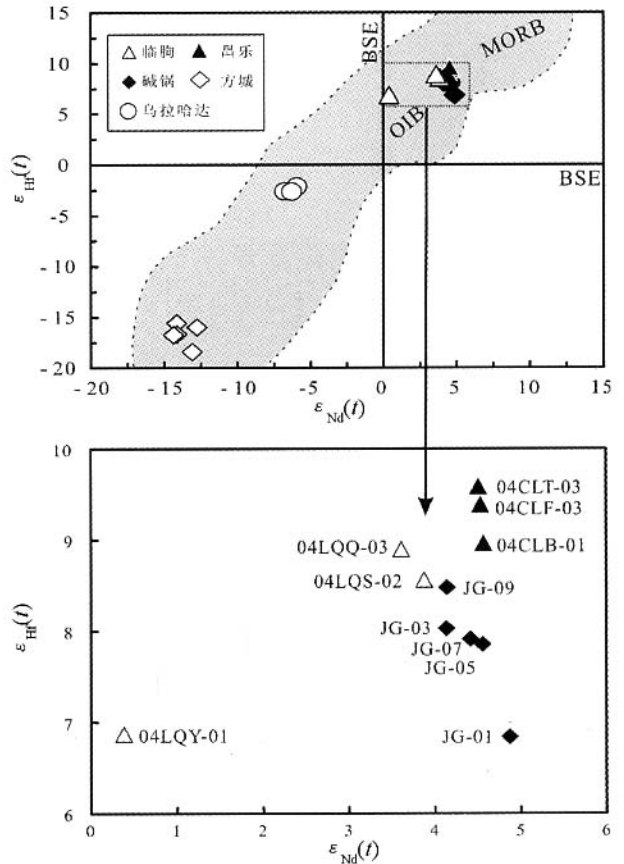 BSE
MORB
临朐 昌乐
碱锅 方城
乌拉哈达
OIB
BSE
15
10
5
0
-5
-10
-15
-20
εHf(t)
-20 -15 -10 -5 0 5 10 15
εNd(t)
10
9
8
7
6
εHf(t)
04CLT-03
04CLF-03
04CLB-01
04LQQ-03
04LQS-02
JG-09
JG-03
JG-07
JG-05
04LQY-01
JG-01
0 1 2 3 4 5 6
εNd(t)